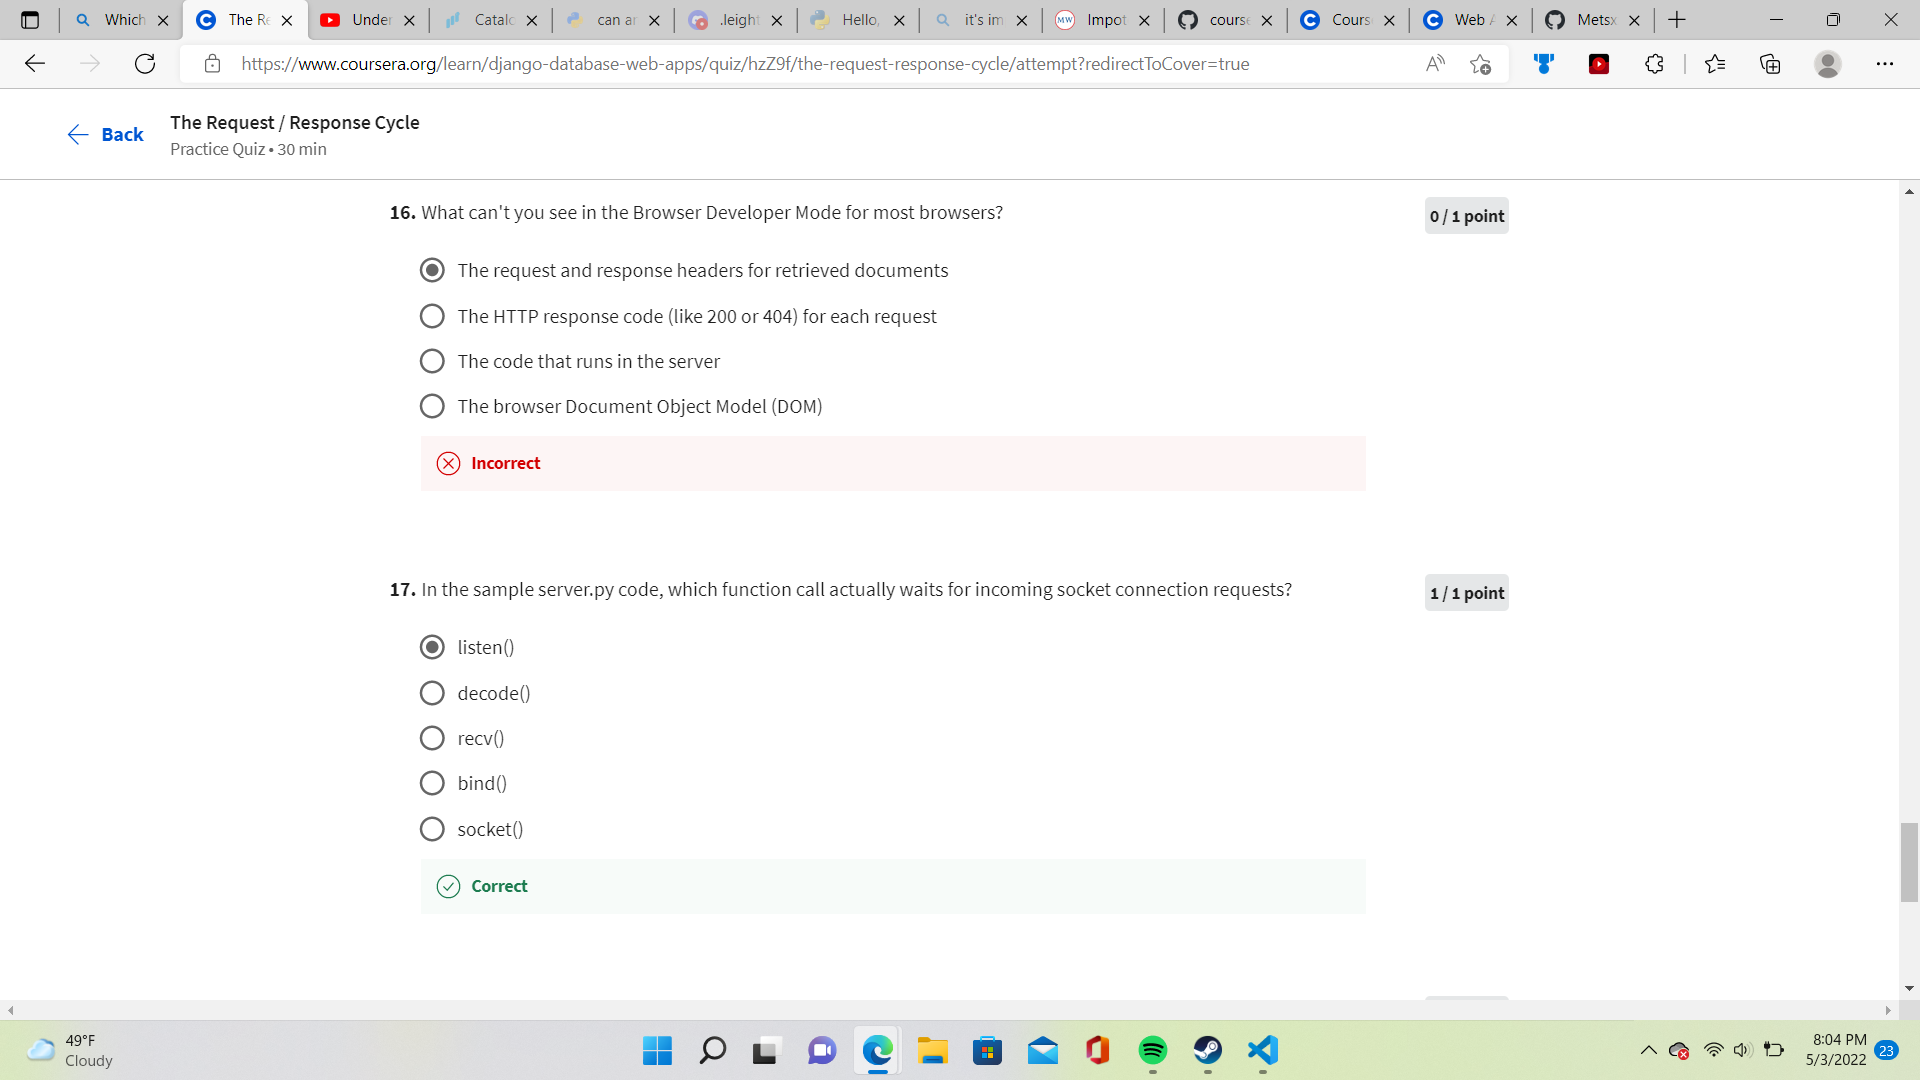 Which
The Re
Under
Catalo
can ar
.leight
Hello,
it's im
MW
Impot
course
Cours
Web A
Metsx
https://www.coursera.org/learn/django-database-web-apps/quiz/hzZ9f/the-request-response-cycle/attempt?redirectToCover=true
Back
The Request / Response Cycle
Practice Quiz • 30 min
16. What can't you see in the Browser Developer Mode for most browsers?
0 / 1 point
The request and response headers for retrieved documents
The HTTP response code (like 200 or 404) for each request
The code that runs in the server
The browser Document Object Model (DOM)
Incorrect
17. In the sample server.py code, which function call actually waits for incoming socket connection requests?
1 / 1 point
listen()
decode()
recv()
bind()
socket()
Correct
49°F
Cloudy
8:04 PM
5/3/2022
23